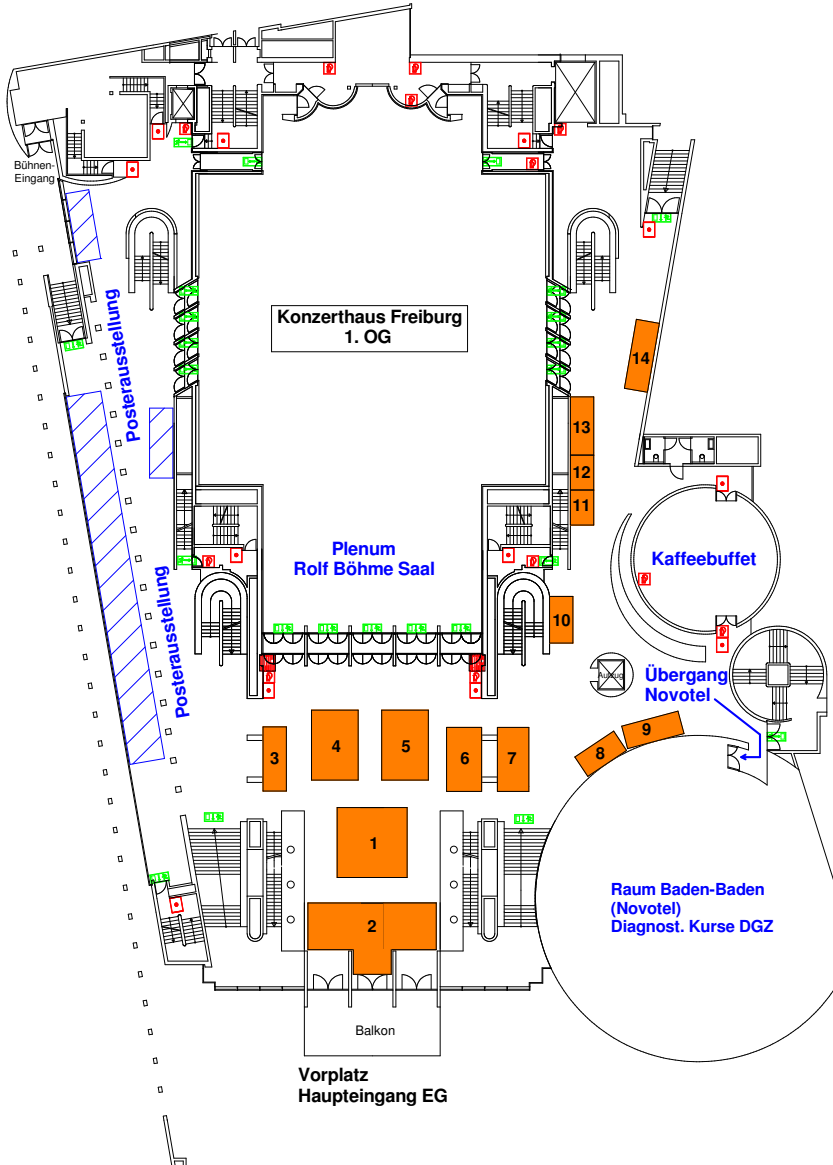 Bühnen-
Eingang
Posterausstellung
Konzerthaus Freiburg
1. OG
14
13
12
11
Plenum
Rolf Böhme Saal
Kaffeebuffet
Posterausstellung
10
Aufzug
Übergang
Novotel
3
4
5
6
7
8
9
1
2
Raum Baden-Baden
(Novotel)
Diagnost. Kurse DGZ
Balkon
Vorplatz
Haupteingang EG